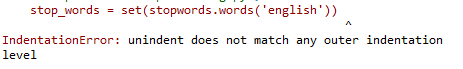 stop_words = set(stopwords.words('english'))
^
IndentationError: unindent does not match any outer indentation
level